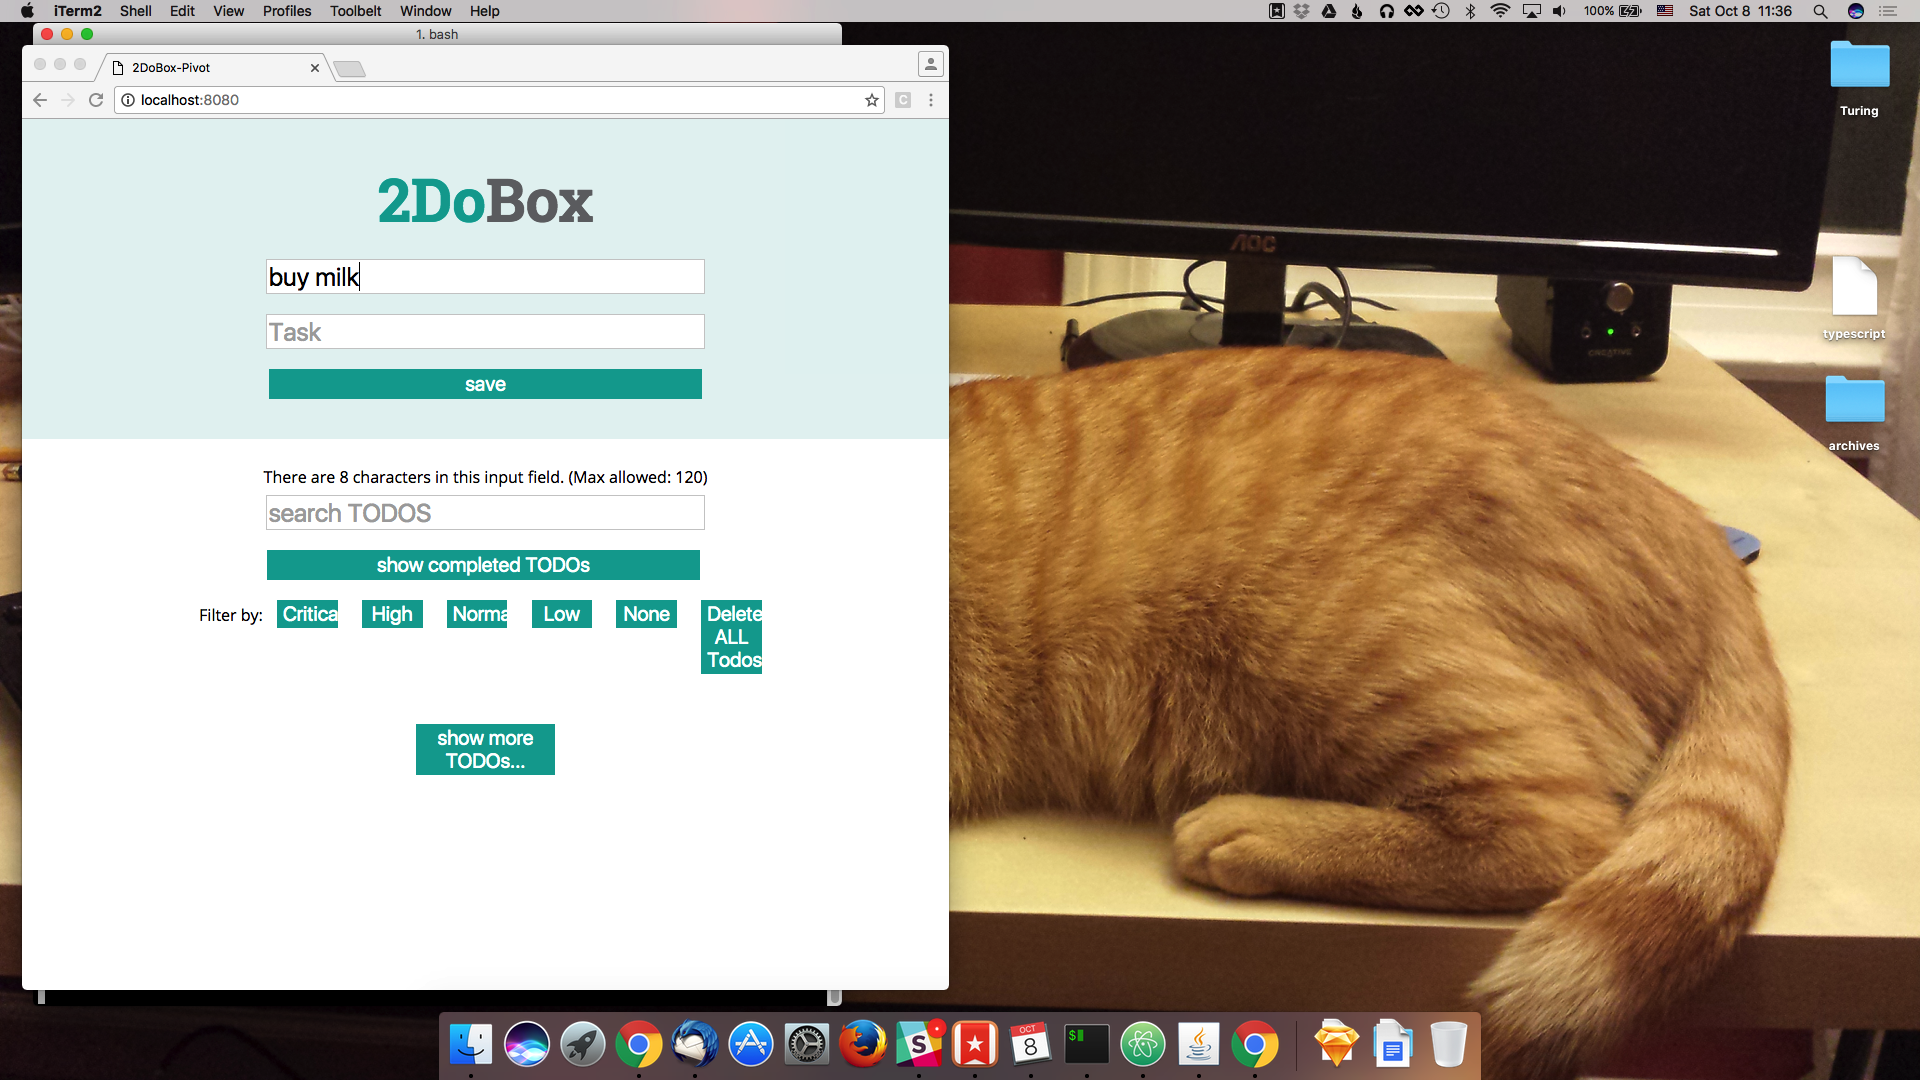 iTerm2 Shell Edit View Profiles Toolbelt Window Help
100% Sat Oct 8 11:36
1. bash
2DoBox-Pivot
localhost:8080
C
2DoBox
buy milk
Task
save
There are 8 characters in this input field. (Max allowed: 120)
search TODOS
show completed TODOs
Filter by: Critica High Norma Low None Delete
ALL
Todos
show more
TODOs...
AOC
CREATIVE
Turing
typescript
archives
S
OCT
8
$